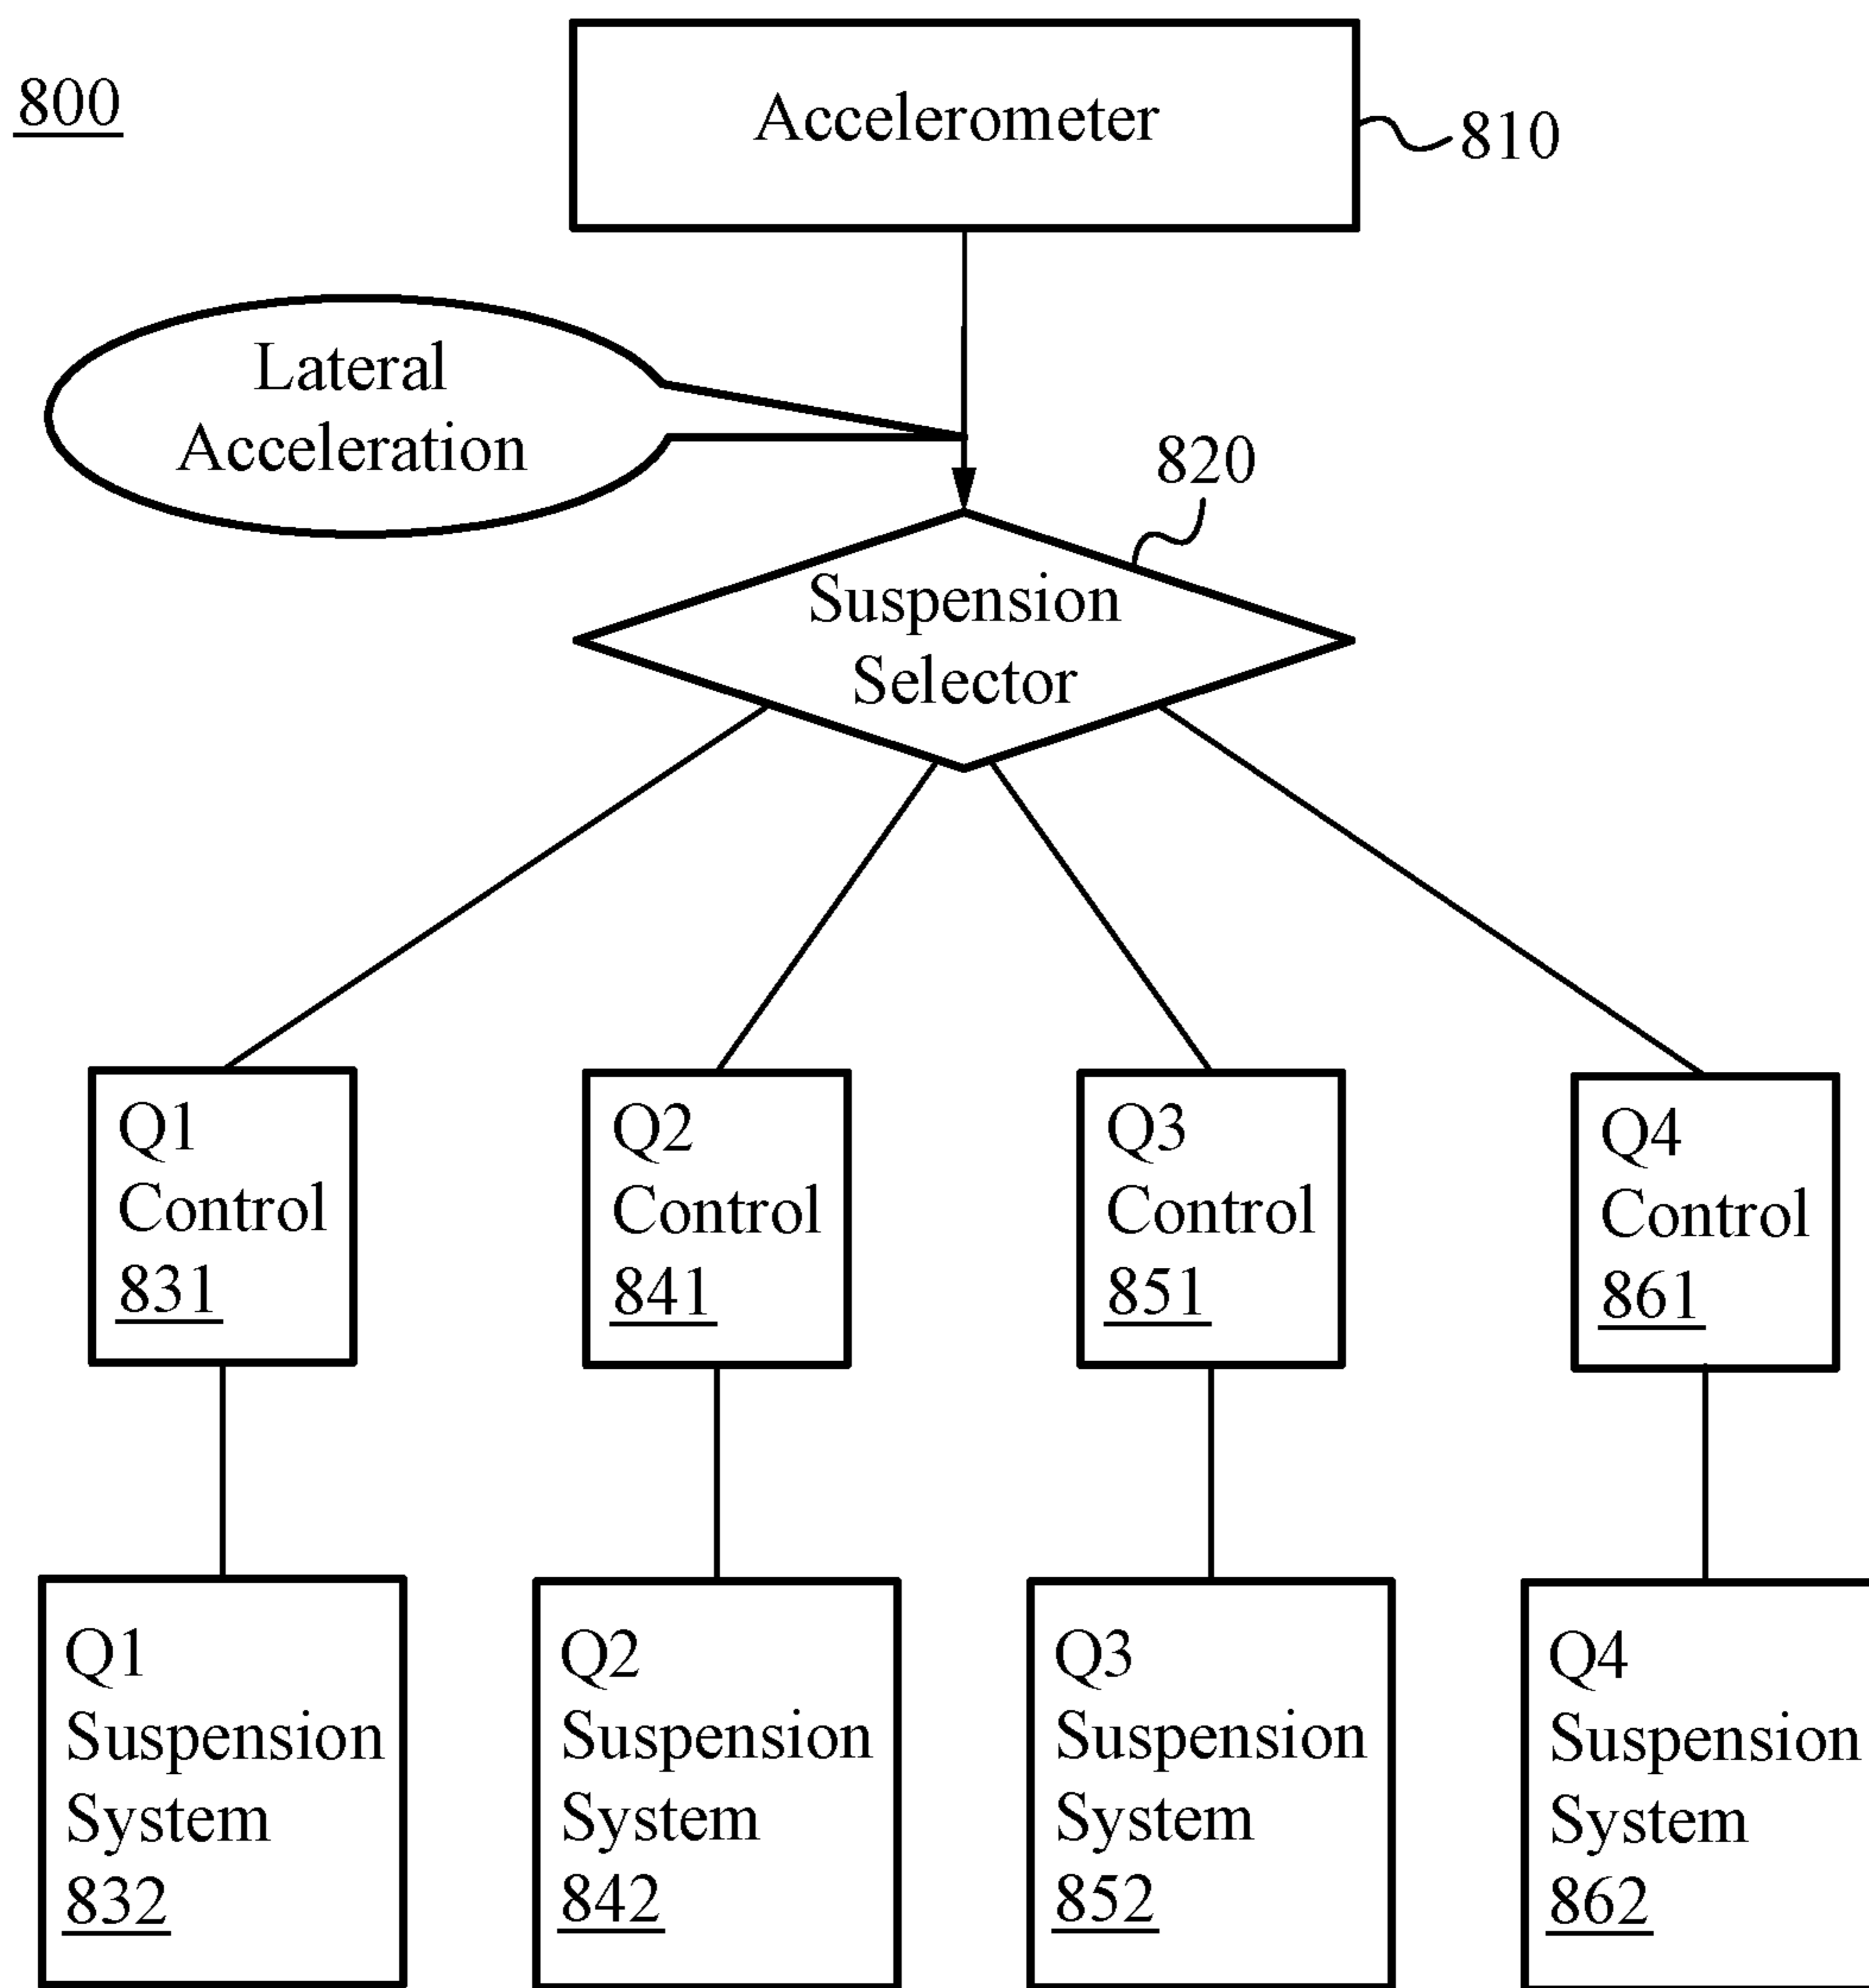 800
Accelerometer
810
Lateral
Acceleration
820
Suspension
Selector
Q1
Control
831
Q2
Control
841
Q3
Control
851
Q4
Control
861
Q1
Suspension
System
832
Q2
Suspension
System
842
Q3
Suspension
System
852
Q4
Suspension
System
862